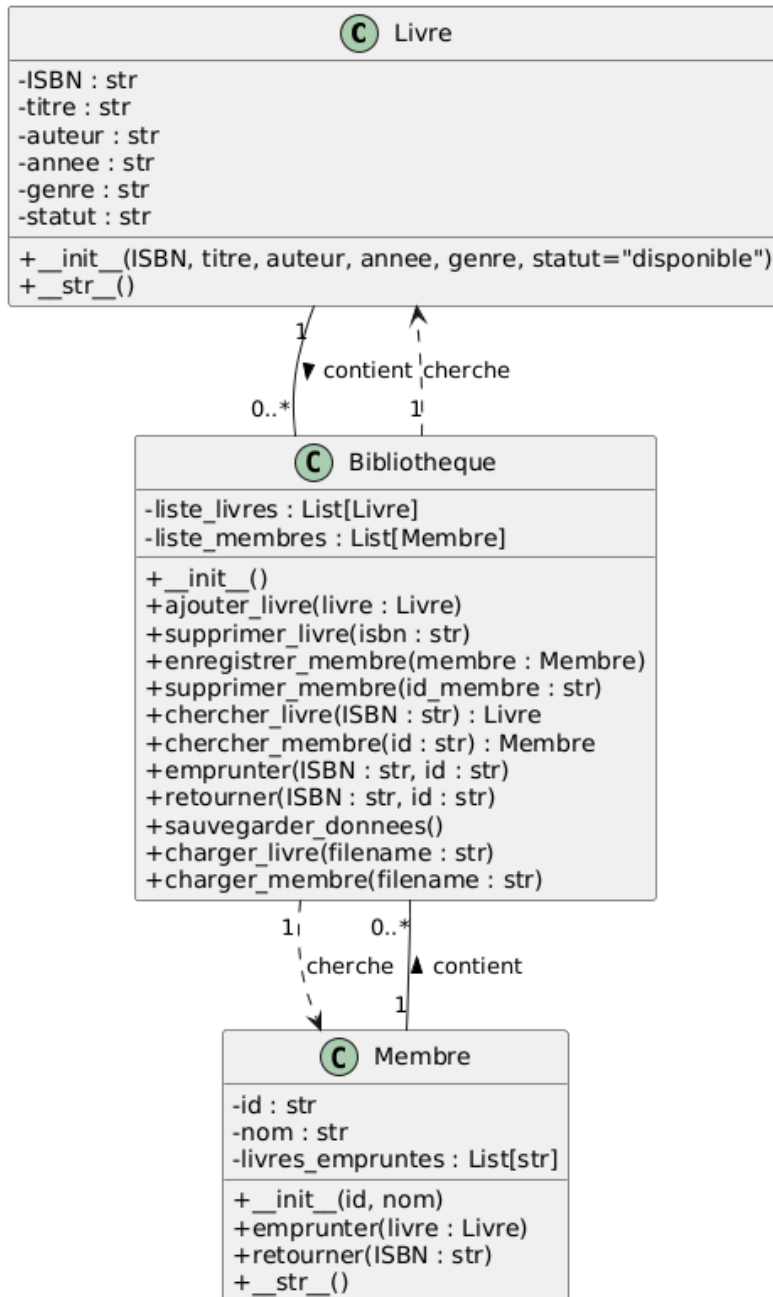 C Livre
-ISBN : str
-titre : str
-auteur : str
-annee : str
-genre : str
-statut : str
+__init__(ISBN, titre, auteur, annee, genre, statut="disponible")
+__str__()
1
contient cherche
0..* 1
C Bibliotheque
-liste_livres : List[Livre]
-liste_membres : List[Membre]
+__init__()
+ajouter_livre(livre : Livre)
+supprimer_livre(isbn : str)
+enregistrer_membre(membre : Membre)
+supprimer_membre(id_membre : str)
+chercher_livre(ISBN : str) : Livre
+chercher_membre(id : str) : Membre
+emprunter(ISBN : str, id : str)
+retourner(ISBN : str, id : str)
+sauvegarder_donnees()
+charger_livre(filename : str)
+charger_membre(filename : str)
1 0..*
cherche contient
1
C Membre
-id : str
-nom : str
-livres_empruntes : List[str]
+__init__(id, nom)
+emprunter(livre : Livre)
+retourner(ISBN : str)
+__str__()